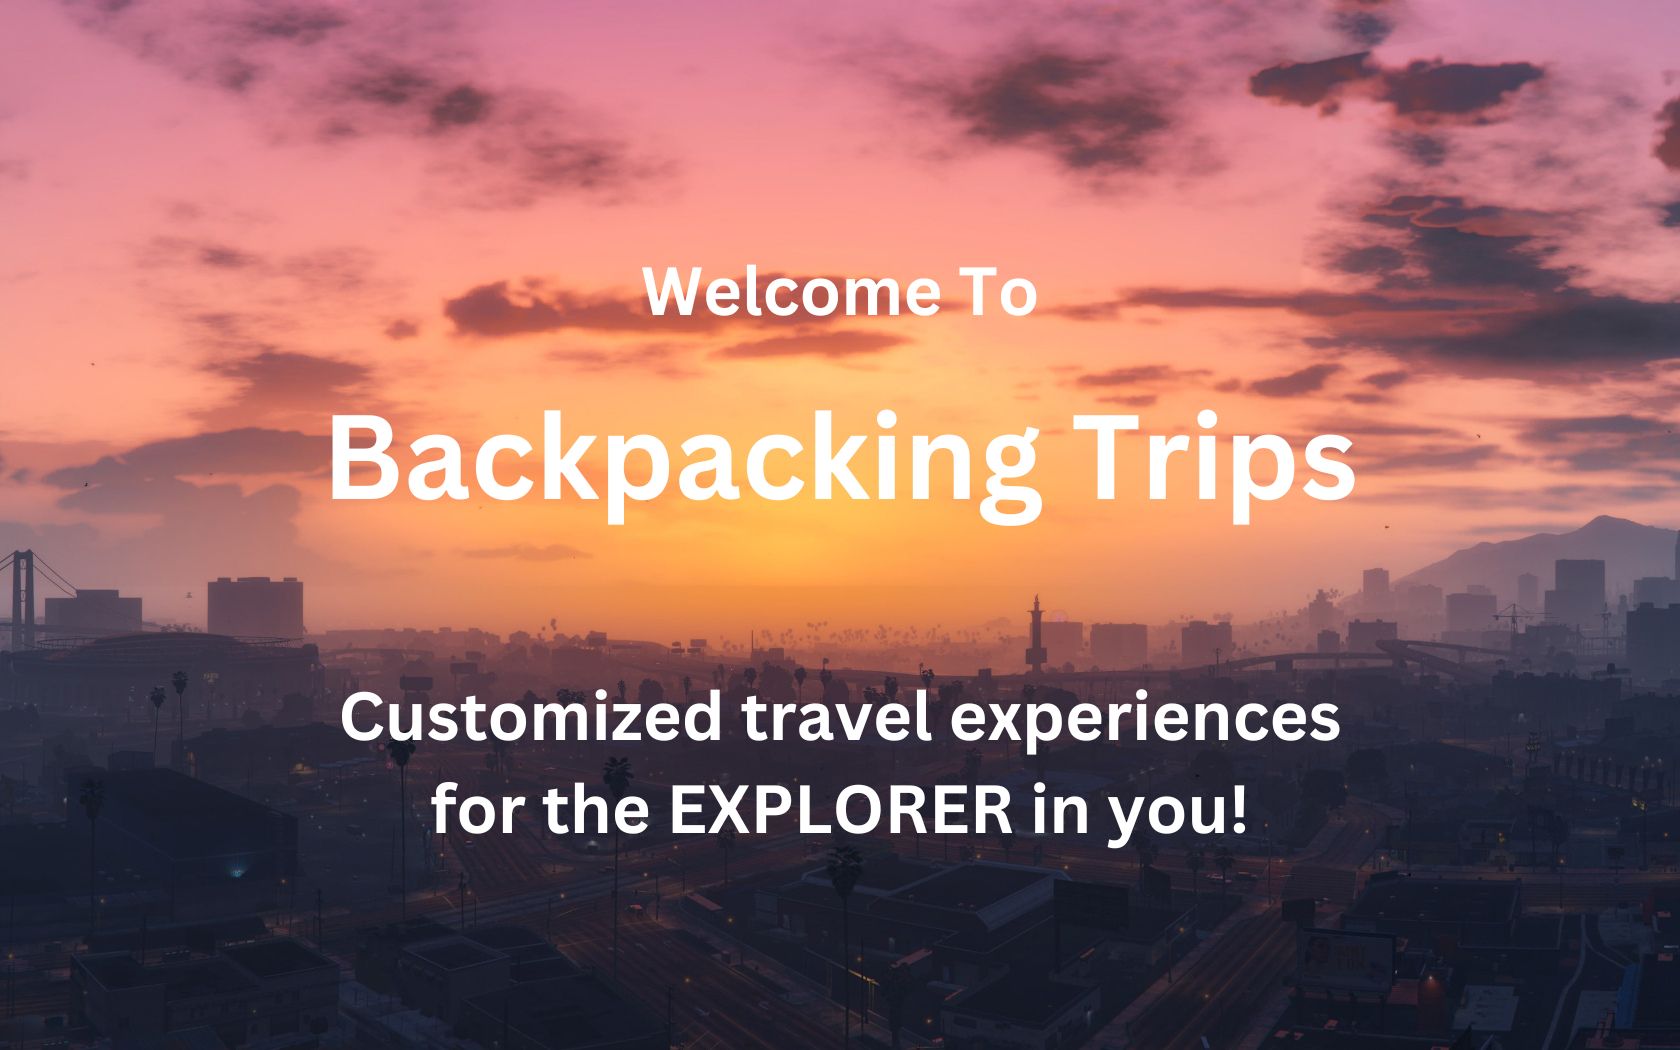 Welcome To
Backpacking Trips
Customized travel experiences
for the EXPLORER in you!